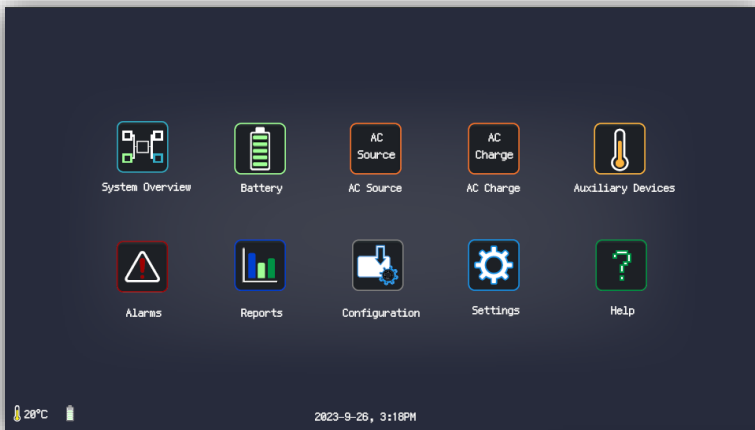 AC
Source
AC
Charge
System Overview
Battery
AC Source
AC Charge
Auxiliary Devices
Alarms
Reports
Configuration
Settings
Help
20°C
2023-9-26, 3:18PM